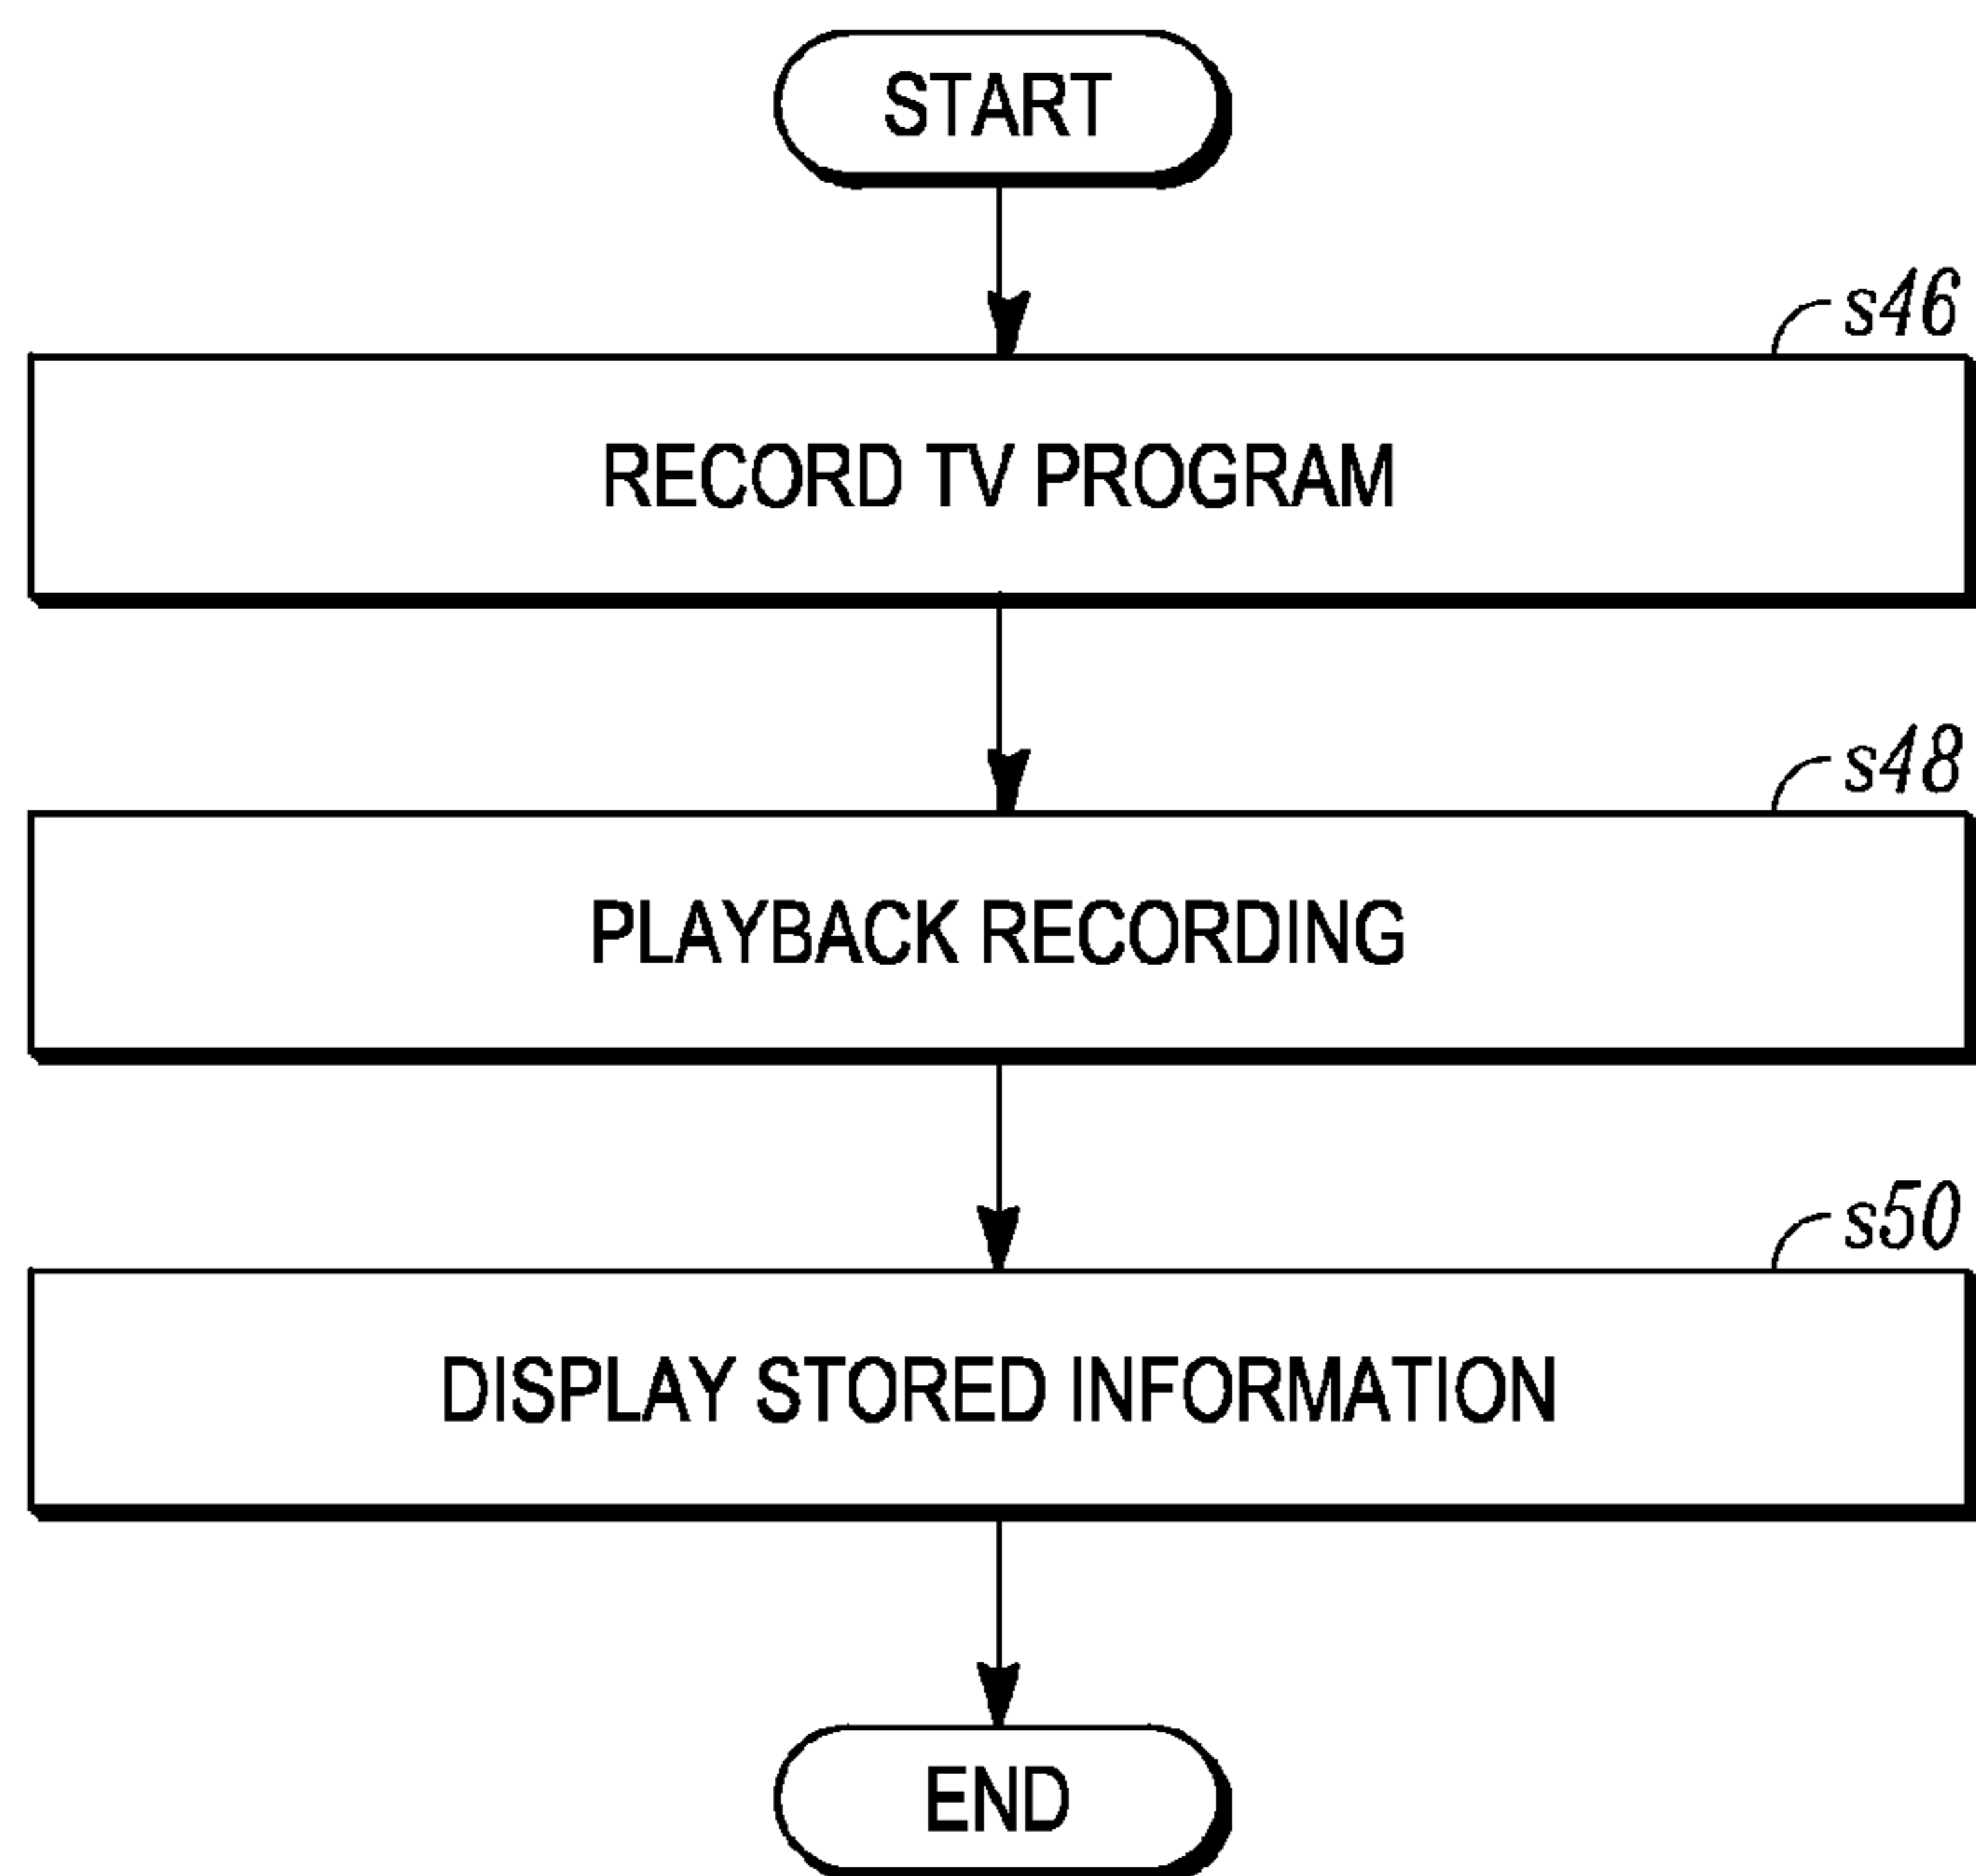 START
s46
RECORD TV PROGRAM
s48
PLAYBACK RECORDING
s50
DISPLAY STORED INFORMATION
END